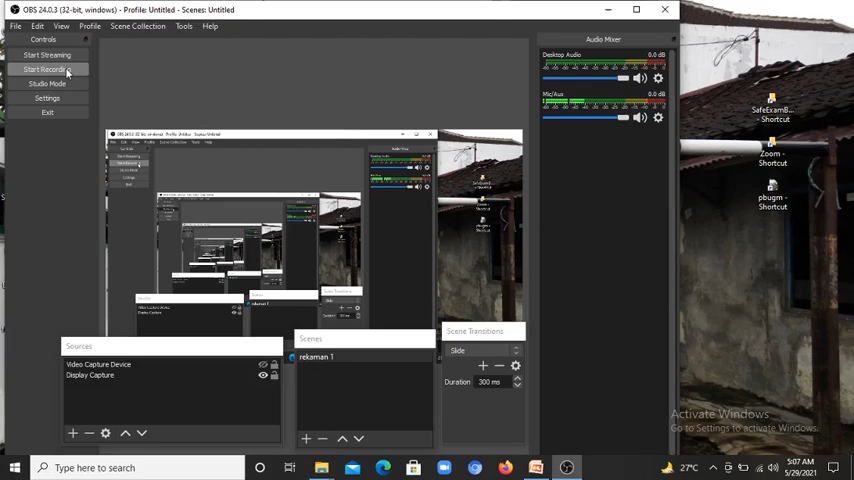 OBS 24.0.3 (32-bit, windows) - Profile: Untitled - Scenes: Untitled
File Edit View Profile Scene Collection Tools Help
Controls
Start Streaming
Start Recording
Studio Mode
Settings
Exit
Audio Mixer
Desktop Audio 0.0 dB
Mic/Aux 0.0 dB
SafeExamB... - Shortcut
Zoom - Shortcut
pbugm - Shortcut
Sources
Video Capture Device
Display Capture
Scenes
rekaman 1
Scene Transitions
Slide
Duration 300 ms
Activate Windows
Go to Settings to activate Windows.
Type here to search
27°C
5:07 AM
5/29/2021